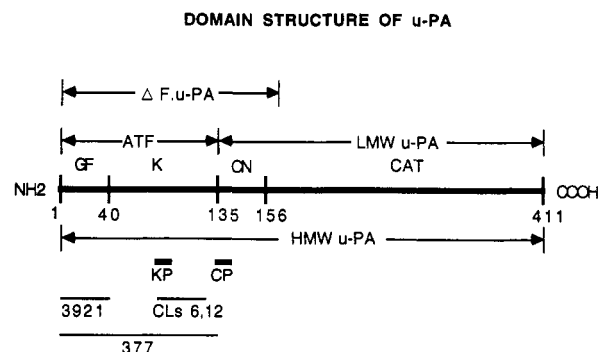 DOMAIN STRUCTURE OF u-PA
△ F.u-PA
ATF LMW u-PA
GF K CN CAT
NH2 COOH
1 40 135 156 411
HMW u-PA
KP CP
3921 CLs 6,12
377